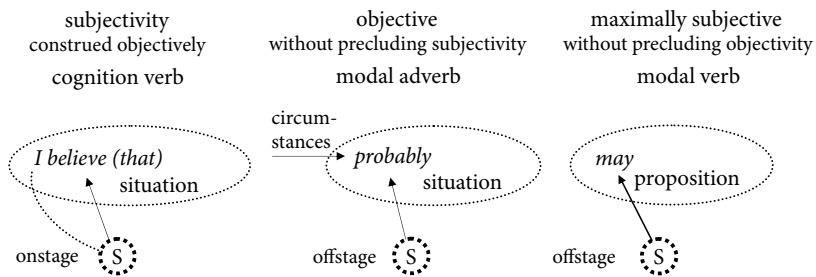 subjectivity
construed objectively
cognition verb
I believe (that)
situation
onstage
S
objective
without precluding subjectivity
modal adverb
circum-
stances
probably
situation
offstage
S
maximally subjective
without precluding objectivity
modal verb
may
proposition
offstage
S